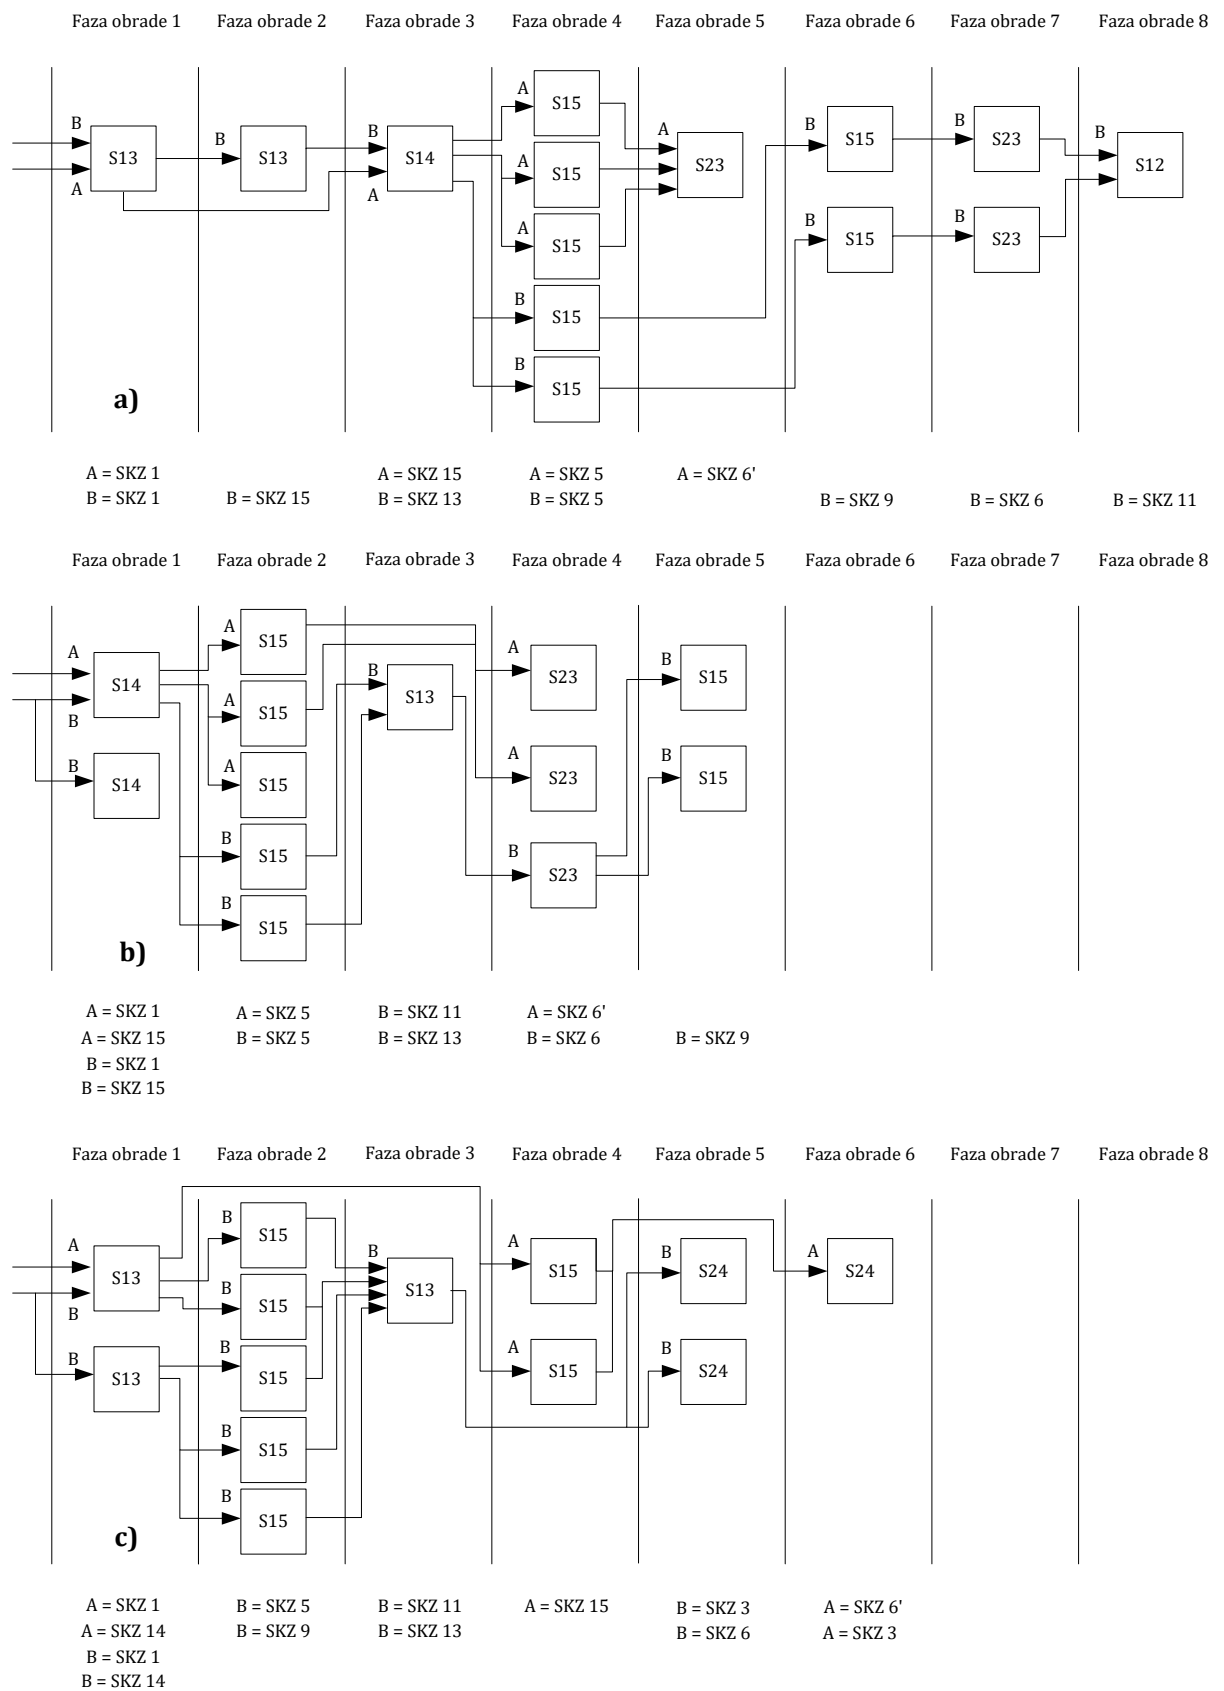 Faza obrade 1 Faza obrade 2 Faza obrade 3 Faza obrade 4 Faza obrade 5 Faza obrade 6 Faza obrade 7 Faza obrade 8
A S15
B S13 B S13 B S14 A S15 A S23 B S15 B S23 B S12
A A
A S15 B S15 B S23
B S15
B S15
a)
A = SKZ 1 A = SKZ 15 A = SKZ 5 A = SKZ 6'
B = SKZ 1 B = SKZ 15 B = SKZ 13 B = SKZ 5 B = SKZ 9 B = SKZ 6 B = SKZ 11
Faza obrade 1 Faza obrade 2 Faza obrade 3 Faza obrade 4 Faza obrade 5 Faza obrade 6 Faza obrade 7 Faza obrade 8
A S15
A S14 B S13 A S23 B S15
B A S15
B S14 A S15 A S23 B S15
B S15 B S23
B S15
b)
A = SKZ 1 A = SKZ 5 B = SKZ 11 A = SKZ 6'
A = SKZ 15 B = SKZ 5 B = SKZ 13 B = SKZ 6 B = SKZ 9
B = SKZ 1
B = SKZ 15
Faza obrade 1 Faza obrade 2 Faza obrade 3 Faza obrade 4 Faza obrade 5 Faza obrade 6 Faza obrade 7 Faza obrade 8
B S15
A S13 B S13 A S15 B S24 A S24
B B S15
B S13 B S15 A S15 B S24
B S15
B S15
c)
A = SKZ 1 B = SKZ 5 B = SKZ 11 A = SKZ 15 B = SKZ 3 A = SKZ 6'
A = SKZ 14 B = SKZ 9 B = SKZ 13 B = SKZ 6 A = SKZ 3
B = SKZ 1
B = SKZ 14